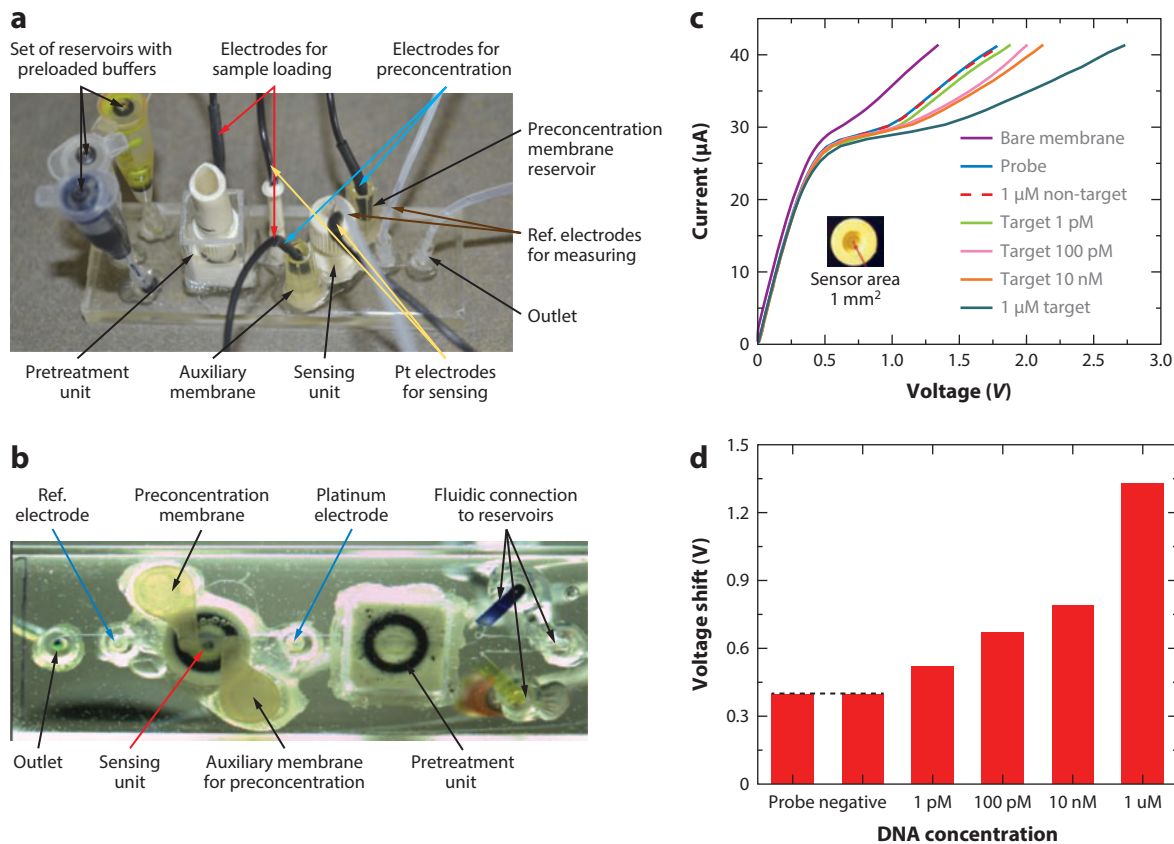 a
Set of reservoirs with
preloaded buffers
Electrodes for
sample loading
Electrodes for
preconcentration
Preconcentration
membrane
reservoir
Ref. electrodes
for measuring
Outlet
Pretreatment
unit
Auxiliary
membrane
Sensing
unit
Pt electrodes
for sensing
b
Ref.
electrode
Preconcentration
membrane
Platinum
electrode
Fluidic connection
to reservoirs
Outlet
Sensing
unit
Auxiliary membrane
for preconcentration
Pretreatment
unit
c
40
30
20
10
0
Current (μA)
Bare membrane
Probe
1 μM non-target
Target 1 pM
Target 100 pM
Target 10 nM
1 μM target
Sensor area
1 mm²
0 0.5 1.0 1.5 2.0 2.5 3.0
Voltage (V)
d
1.5
1.2
0.9
0.6
0.3
0
Voltage shift (V)
Probe negative 1 pM 100 pM 10 nM 1 uM
DNA concentration